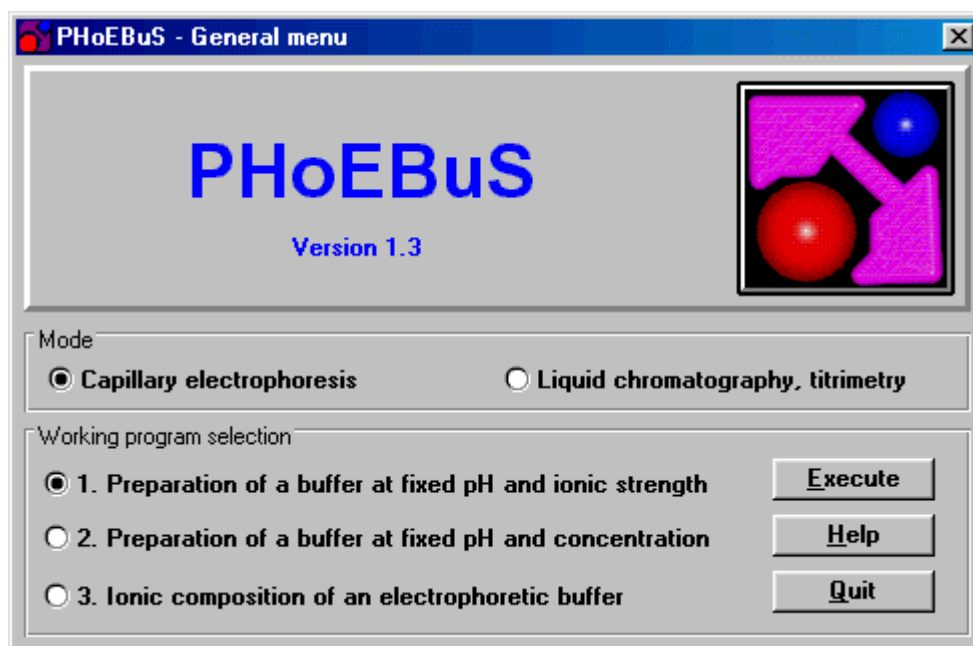 PHoEBuS - General menu
PHoEBuS
Version 1.3
Mode
Capillary electrophoresis
Liquid chromatography, titrimetry
Working program selection
1. Preparation of a buffer at fixed pH and ionic strength
Execute
2. Preparation of a buffer at fixed pH and concentration
Help
3. Ionic composition of an electrophoretic buffer
Quit